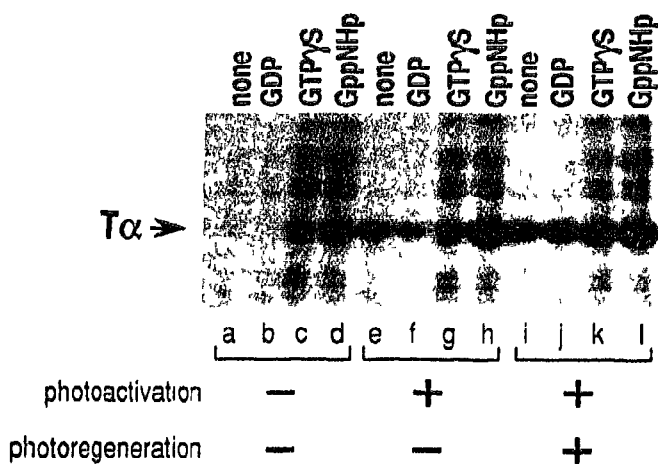 none GDP GTPγS GppNHp none GDP GTPγS GppNHp none GDP GTPγS GppNHp
Tα
a b c d e f g h i j k l
photoactivation − + +
photoregeneration − − +